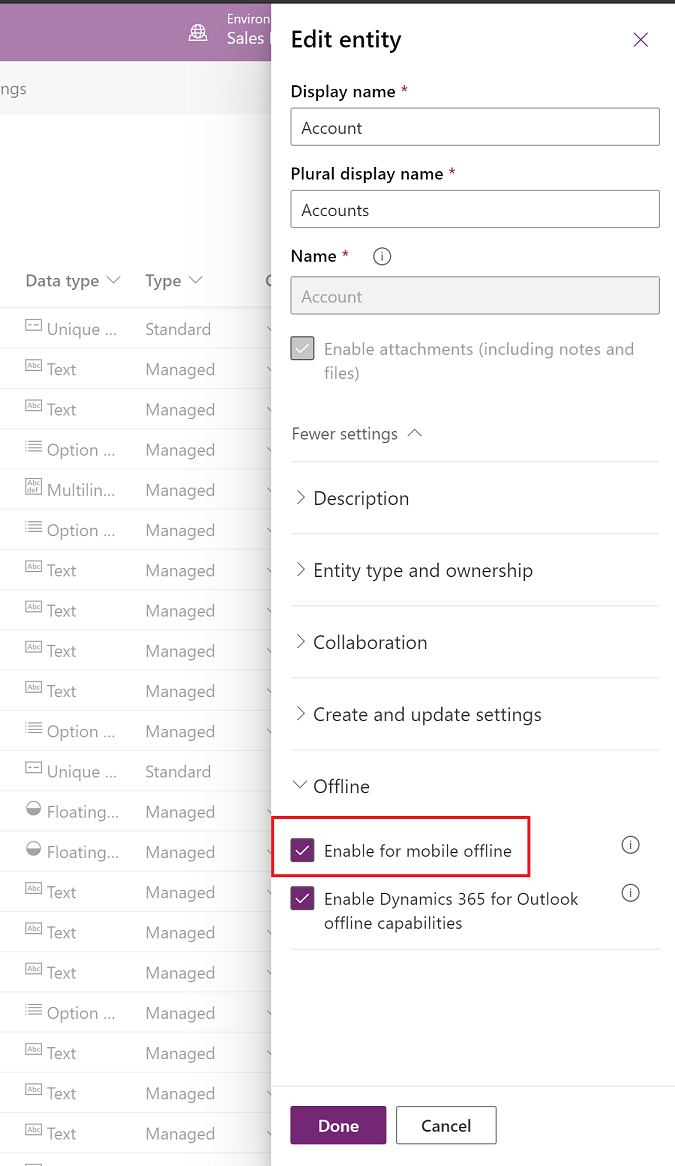 Environ
Sales
ngs
Data type
Type
Unique ...
Standard
Text
Managed
Text
Managed
Option ...
Managed
Multilin...
Managed
Option ...
Managed
Text
Managed
Text
Managed
Text
Managed
Text
Managed
Option ...
Managed
Unique ...
Standard
Floating...
Managed
Floating...
Managed
Text
Managed
Text
Managed
Text
Managed
Option ...
Managed
Text
Managed
Text
Managed
Text
Managed
Edit entity
Display name *
Account
Plural display name *
Accounts
Name *
Account
Enable attachments (including notes and
files)
Fewer settings
Description
Entity type and ownership
Collaboration
Create and update settings
Offline
Enable for mobile offline
Enable Dynamics 365 for Outlook
offline capabilities
Done
Cancel